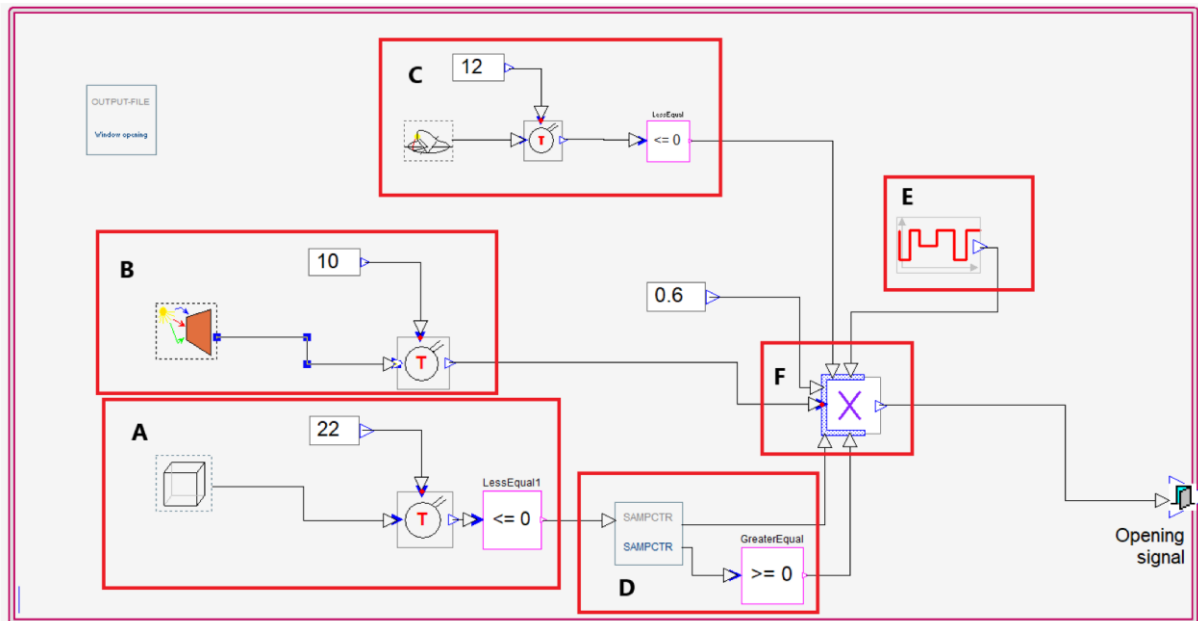 C
12
LessEqual
T
<= 0
OUTPUT-FILE
Window opening
E
B
10
T
0.6
F
X
A
22
LessEqual1
T
<= 0
SAMPCTR
SAMPCTR
GreaterEqual
>= 0
D
Opening
signal